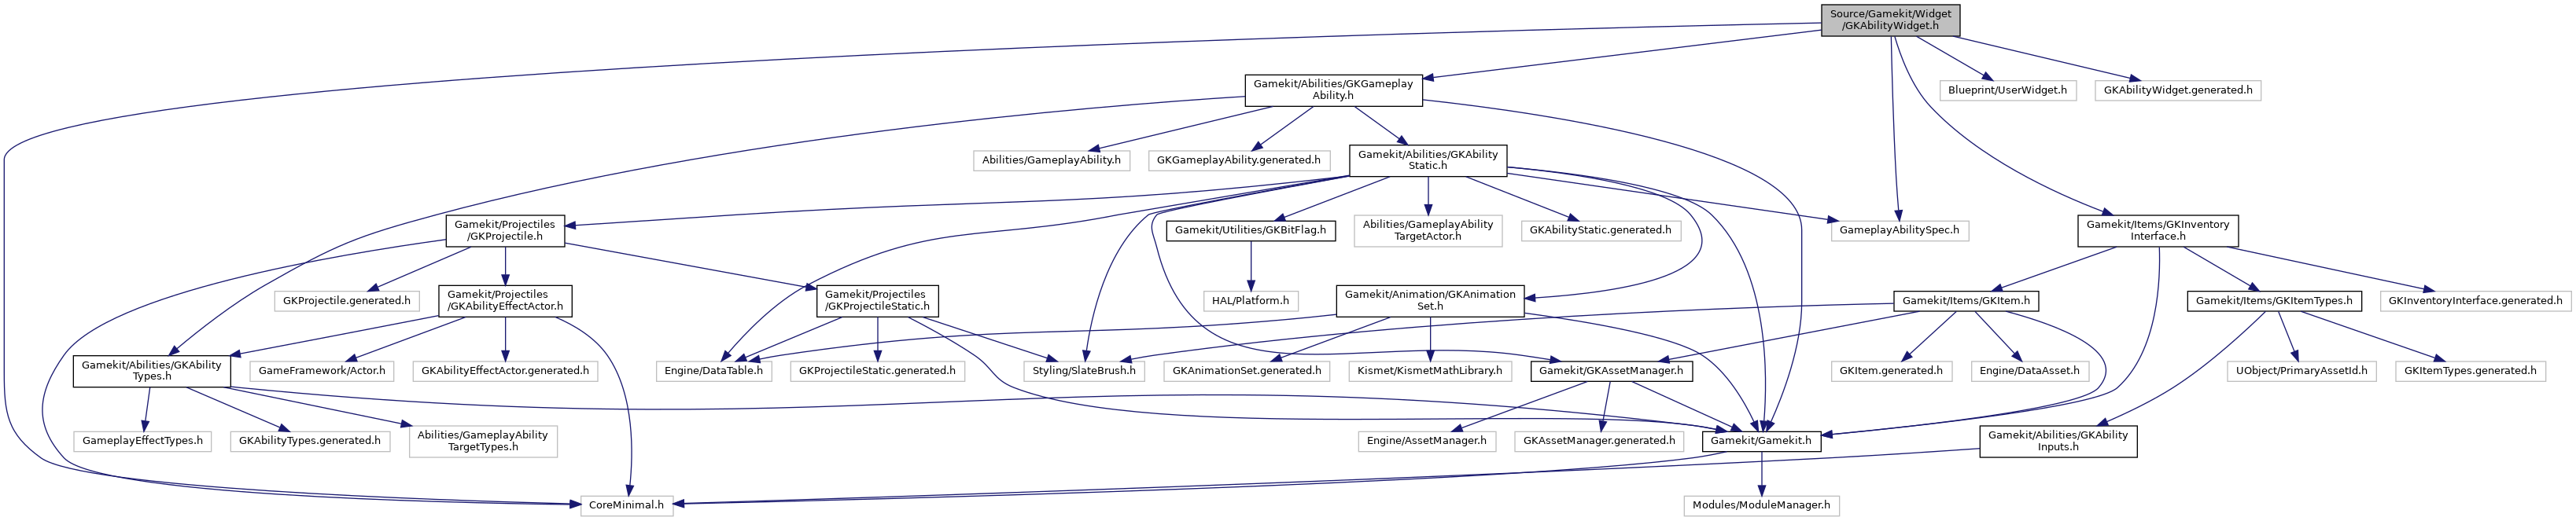 Source/Gamekit/Widget
/GKAbilityWidget.h
Gamekit/Abilities/GKGameplay
Ability.h
Blueprint/UserWidget.h
GKAbilityWidget.generated.h
Abilities/GameplayAbility.h
GKGameplayAbility.generated.h
Gamekit/Abilities/GKAbility
Static.h
Gamekit/Projectiles
/GKProjectile.h
Gamekit/Utilities/GKBitFlag.h
Abilities/GameplayAbility
TargetActor.h
GKAbilityStatic.generated.h
GameplayAbilitySpec.h
Gamekit/Items/GKInventory
Interface.h
GKProjectile.generated.h
Gamekit/Projectiles
/GKAbilityEffectActor.h
Gamekit/Projectiles
/GKProjectileStatic.h
HAL/Platform.h
Gamekit/Animation/GKAnimation
Set.h
Gamekit/Items/GKItem.h
Gamekit/Items/GKItemTypes.h
GKInventoryInterface.generated.h
Gamekit/Abilities/GKAbility
Types.h
GameFramework/Actor.h
GKAbilityEffectActor.generated.h
Engine/DataTable.h
GKProjectileStatic.generated.h
Styling/SlateBrush.h
GKAnimationSet.generated.h
Kismet/KismetMathLibrary.h
Gamekit/GKAssetManager.h
GKItem.generated.h
Engine/DataAsset.h
UObject/PrimaryAssetId.h
GKItemTypes.generated.h
GameplayEffectTypes.h
GKAbilityTypes.generated.h
Abilities/GameplayAbility
TargetTypes.h
Engine/AssetManager.h
GKAssetManager.generated.h
Gamekit/Gamekit.h
Gamekit/Abilities/GKAbility
Inputs.h
CoreMinimal.h
Modules/ModuleManager.h